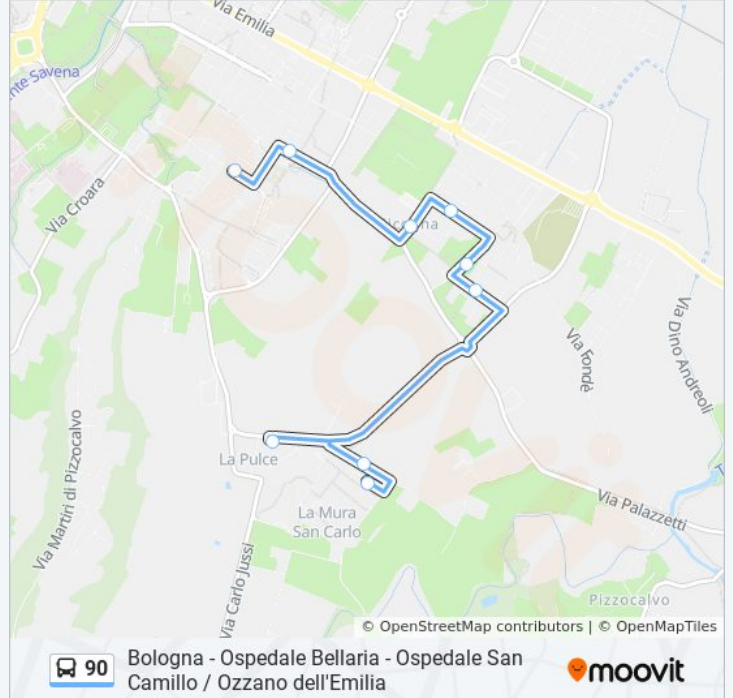 Via Emilia
nte Savena
Via Croara
Via Dino Andreoli
Via Fondè
Via Martiri di Pizzocalvo
La Pulce
La Mura
San Carlo
Via Palazzetti
Via Carlo Jussi
Pizzocalvo
© OpenStreetMap contributors | © OpenMapTiles
90
Bologna - Ospedale Bellaria - Ospedale San
Camillo / Ozzano dell'Emilia
moovit